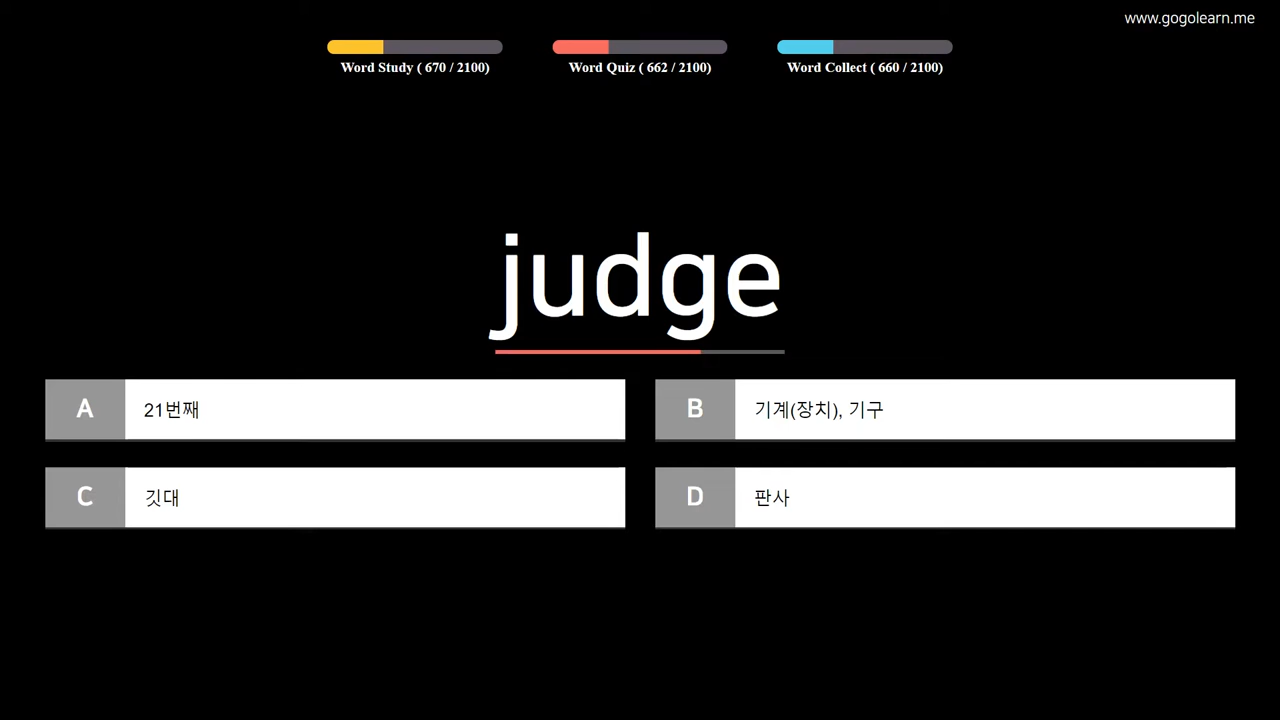 www.gogolearn.me
Word Study ( 670 / 2100)
Word Quiz ( 662 / 2100)
Word Collect ( 660 / 2100)
judge
A 21번째
B 기계(장치), 기구
C 깃대
D 판사